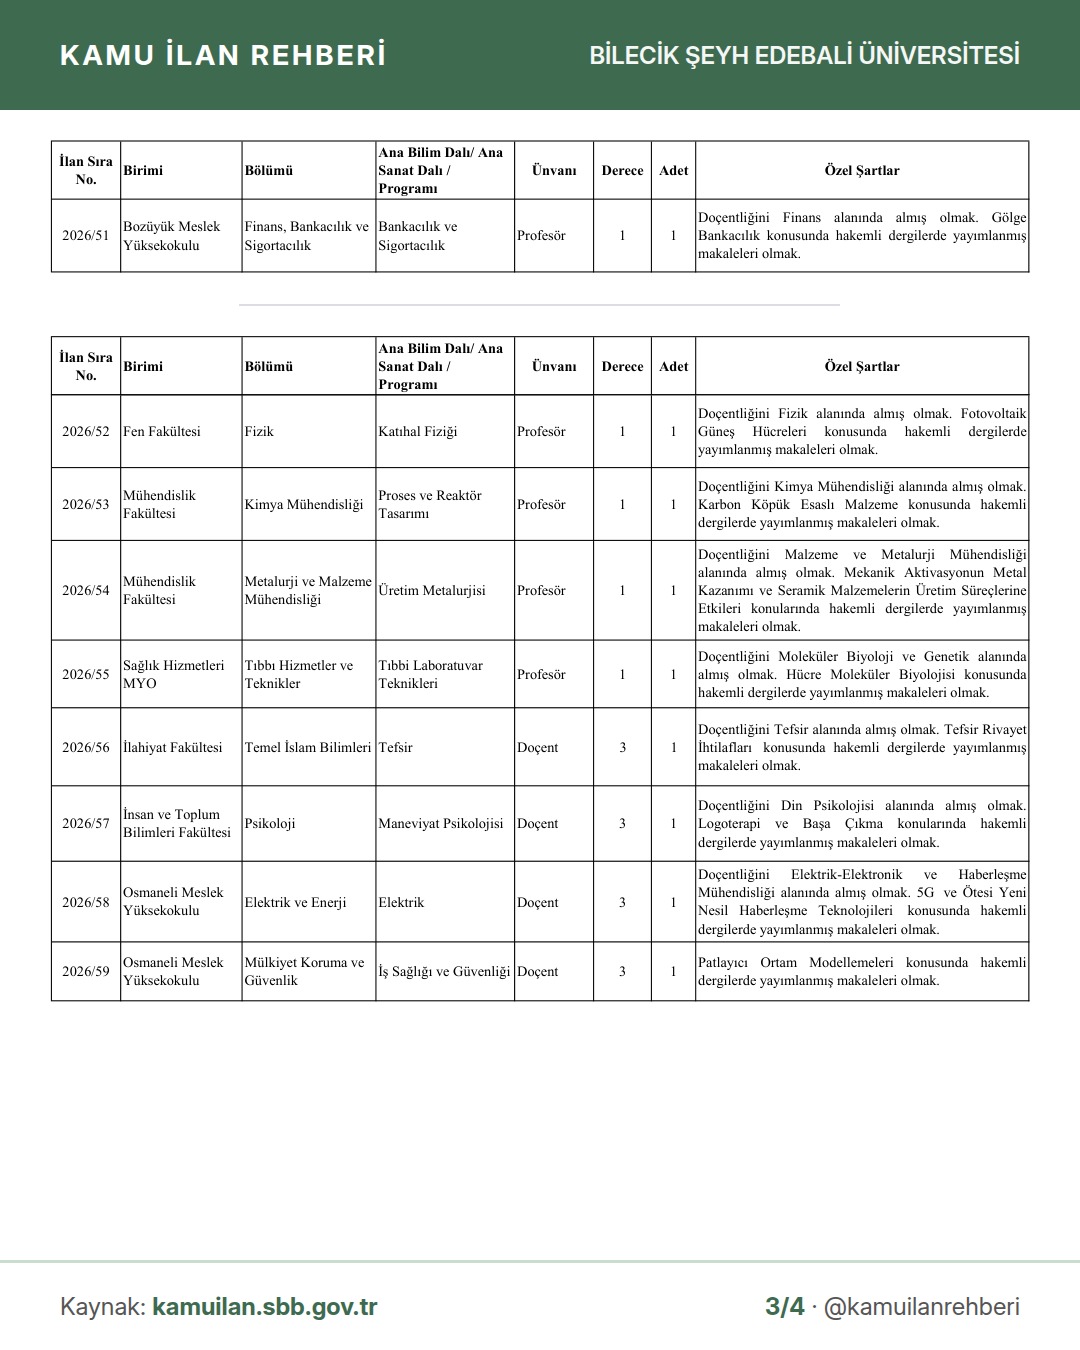 KAMU İLAN REHBERİ
BİLECİK ŞEYH EDEBALİ ÜNİVERSİTESİ
İlan Sıra No. Birimi Bölümü Ana Bilim Dalı/ Ana Sanat Dalı / Programı Ünvanı Derece Adet Özel Şartlar
2026/51 Bozüyük Meslek Yüksekokulu Finans, Bankacılık ve Sigortacılık Bankacılık ve Sigortacılık Profesör 1 1
Doçentliğini Finans alanında almış olmak. Gölge
Bankacılık konusunda hakemli dergilerde yayımlanmış
makaleleri olmak.
İlan Sıra No. Birimi Bölümü Ana Bilim Dalı/ Ana Sanat Dalı / Programı Ünvanı Derece Adet Özel Şartlar
2026/52 Fen Fakültesi Fizik Katıhal Fiziği Profesör 1 1
Doçentliğini Fizik alanında almış olmak. Fotovoltaik
Güneş Hücreleri konusunda hakemli dergilerde
yayımlanmış makaleleri olmak.
2026/53 Mühendislik Fakültesi Kimya Mühendisliği Proses ve Reaktör Tasarımı Profesör 1 1
Doçentliğini Kimya Mühendisliği alanında almış olmak.
Karbon Köpük Esaslı Malzeme konusunda hakemli
dergilerde yayımlanmış makaleleri olmak.
2026/54 Mühendislik Fakültesi Metalurji ve Malzeme Mühendisliği Üretim Metalurjisi Profesör 1 1
Doçentliğini Malzeme ve Metalurji Mühendisliği
alanında almış olmak. Mekanik Aktivasyonun Metal
Kazanımı ve Seramik Malzemelerin Üretim Süreçlerine
Etkileri konularında hakemli dergilerde yayımlanmış
makaleleri olmak.
2026/55 Sağlık Hizmetleri MYO Tıbbı Hizmetler ve Teknikler Tıbbi Laboratuvar Teknikleri Profesör 1 1
Doçentliğini Moleküler Biyoloji ve Genetik alanında
almış olmak. Hücre Moleküler Biyolojisi konusunda
hakemli dergilerde yayımlanmış makaleleri olmak.
2026/56 İlahiyat Fakültesi Temel İslam Bilimleri Tefsir Doçent 3 1
Doçentliğini Tefsir alanında almış olmak. Tefsir Rivayet
İhtilafları konusunda hakemli dergilerde yayımlanmış
makaleleri olmak.
2026/57 İnsan ve Toplum Bilimleri Fakültesi Psikoloji Maneviyat Psikolojisi Doçent 3 1
Doçentliğini Din Psikolojisi alanında almış olmak.
Logoterapi ve Başa Çıkma konularında hakemli
dergilerde yayımlanmış makaleleri olmak.
2026/58 Osmaneli Meslek Yüksekokulu Elektrik ve Enerji Elektrik Doçent 3 1
Doçentliğini Elektrik-Elektronik ve Haberleşme
Mühendisliği alanında almış olmak. 5G ve Ötesi Yeni
Nesil Haberleşme Teknolojileri konusunda hakemli
dergilerde yayımlanmış makaleleri olmak.
2026/59 Osmaneli Meslek Yüksekokulu Mülkiyet Koruma ve Güvenlik İş Sağlığı ve Güvenliği Doçent 3 1
Patlayıcı Ortam Modellemeleri konusunda hakemli
dergilerde yayımlanmış makaleleri olmak.
Kaynak: kamuilan.sbb.gov.tr
3/4 · @kamuilanrehberi